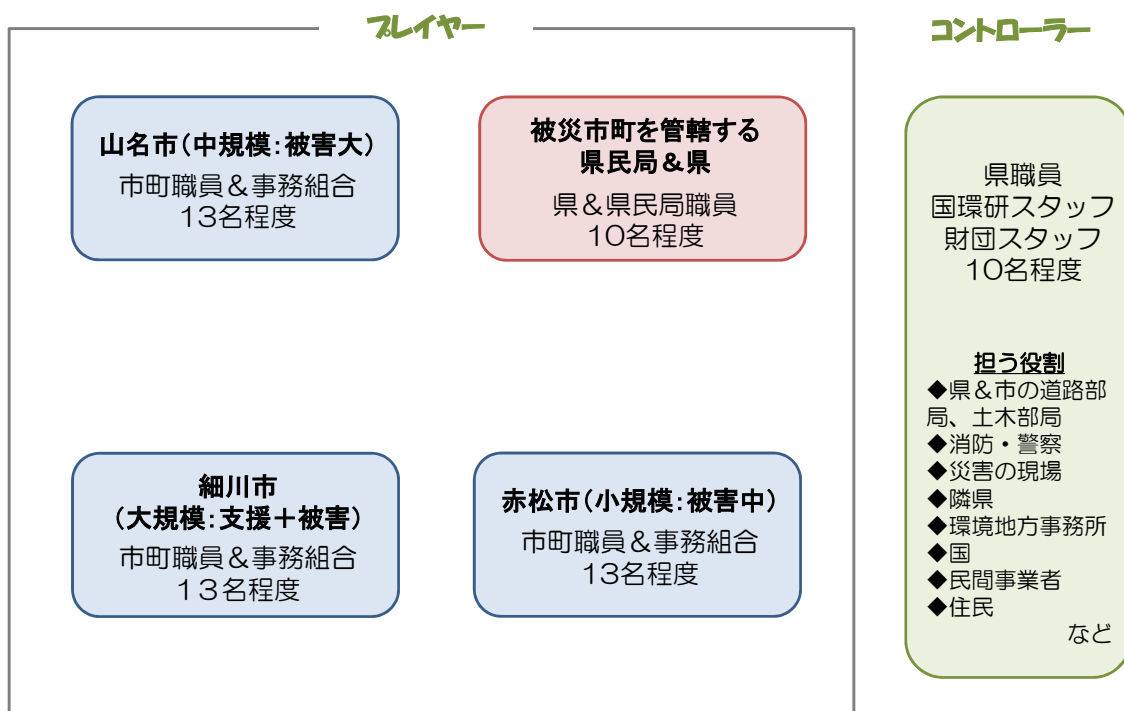 プレイヤー
コントローラー
山名市(中規模:被害大)
市町職員&事務組合
13名程度
被災市町を管轄する
県民局&県
県&県民局職員
10名程度
細川市
(大規模:支援+被害)
市町職員&事務組合
13名程度
赤松市(小規模:被害中)
市町職員&事務組合
13名程度
県職員
国環研スタッフ
財団スタッフ
10名程度
担う役割
◆県&市の道路部
局、土木部局
◆消防・警察
◆災害の現場
◆隣県
◆環境地方事務所
◆国
◆民間事業者
◆住民
など